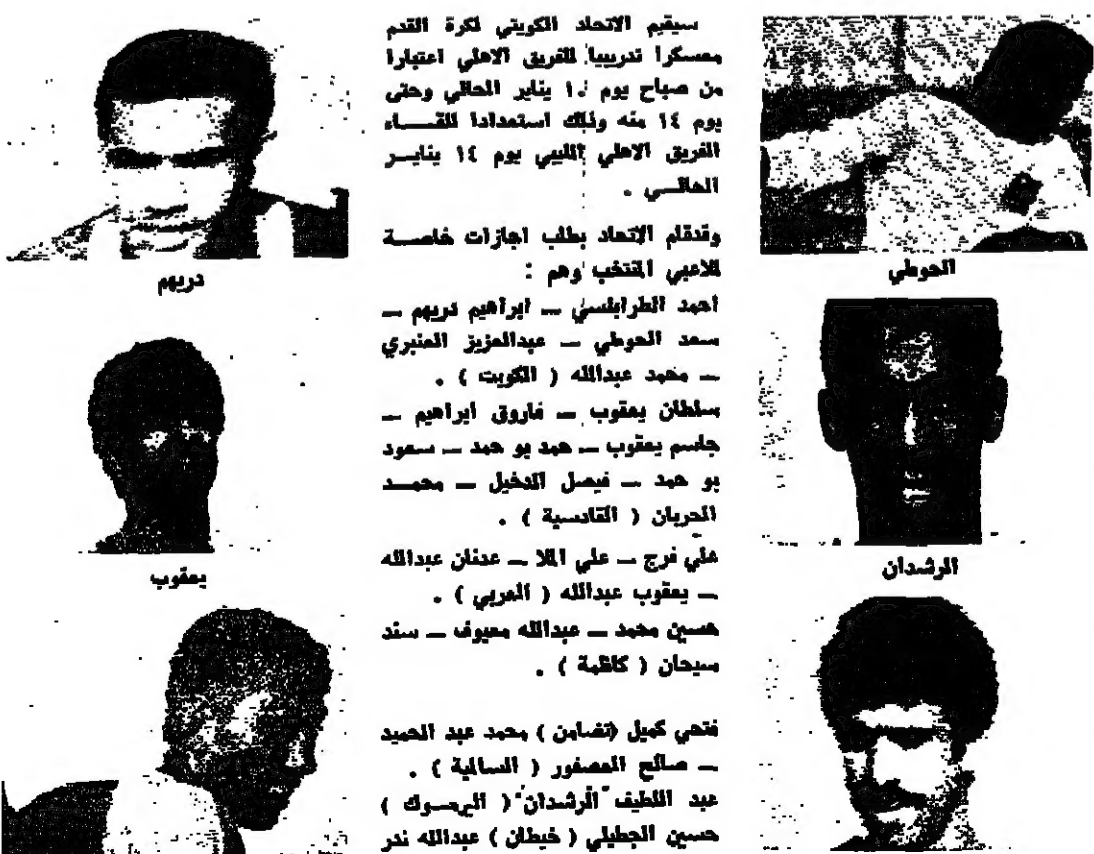 سيقيم الاتحاد الكويتي لكرة القدم
معسكرا تدريبيا للفريق الاهلي اعتبارا
من صباح يوم ١٠ يناير الحالي وحتى
يوم ١٤ منه وذلك استعدادا للقـــاء
الفريق الاهلي الليبي يوم ١٤ ينايـــر
الحالـــي .
وقدقام الاتحاد بطلب اجازات خاصـــة
للاعبي المنتخب وهم :
احمد الطرابلسي ــ ابراهيم دريهم ــ
سعد الحوطي ــ عبدالعزيز العنبري
ــ محمد عبدالله ( الكويت ) .
سلطان يعقوب ــ فاروق ابراهيم ــ
جاسم يعقوب ــ حمد بو حمد ــ سعود
بو حمد ــ فيصل الدخيل ــ محمـــد
الحربان ( القادسية ) .
علي فرج ــ علي الملا ــ عدنان عبدالله
ــ يعقوب عبدالله ( العربي ) .
حسين محمد ــ عبدالله معيوف ــ سند
سيحان ( كاظمة ) .
فتحي كميل (تضامن ) محمد عبد الحميد
ــ صالح العصفور ( السالمية ) .
عبد اللطيف الرشدان ( اليرمـــوك )
حسين الجطيلي ( خيطان ) عبدالله ندر
الحوطي
الرشدان
دريهم
يعقوب